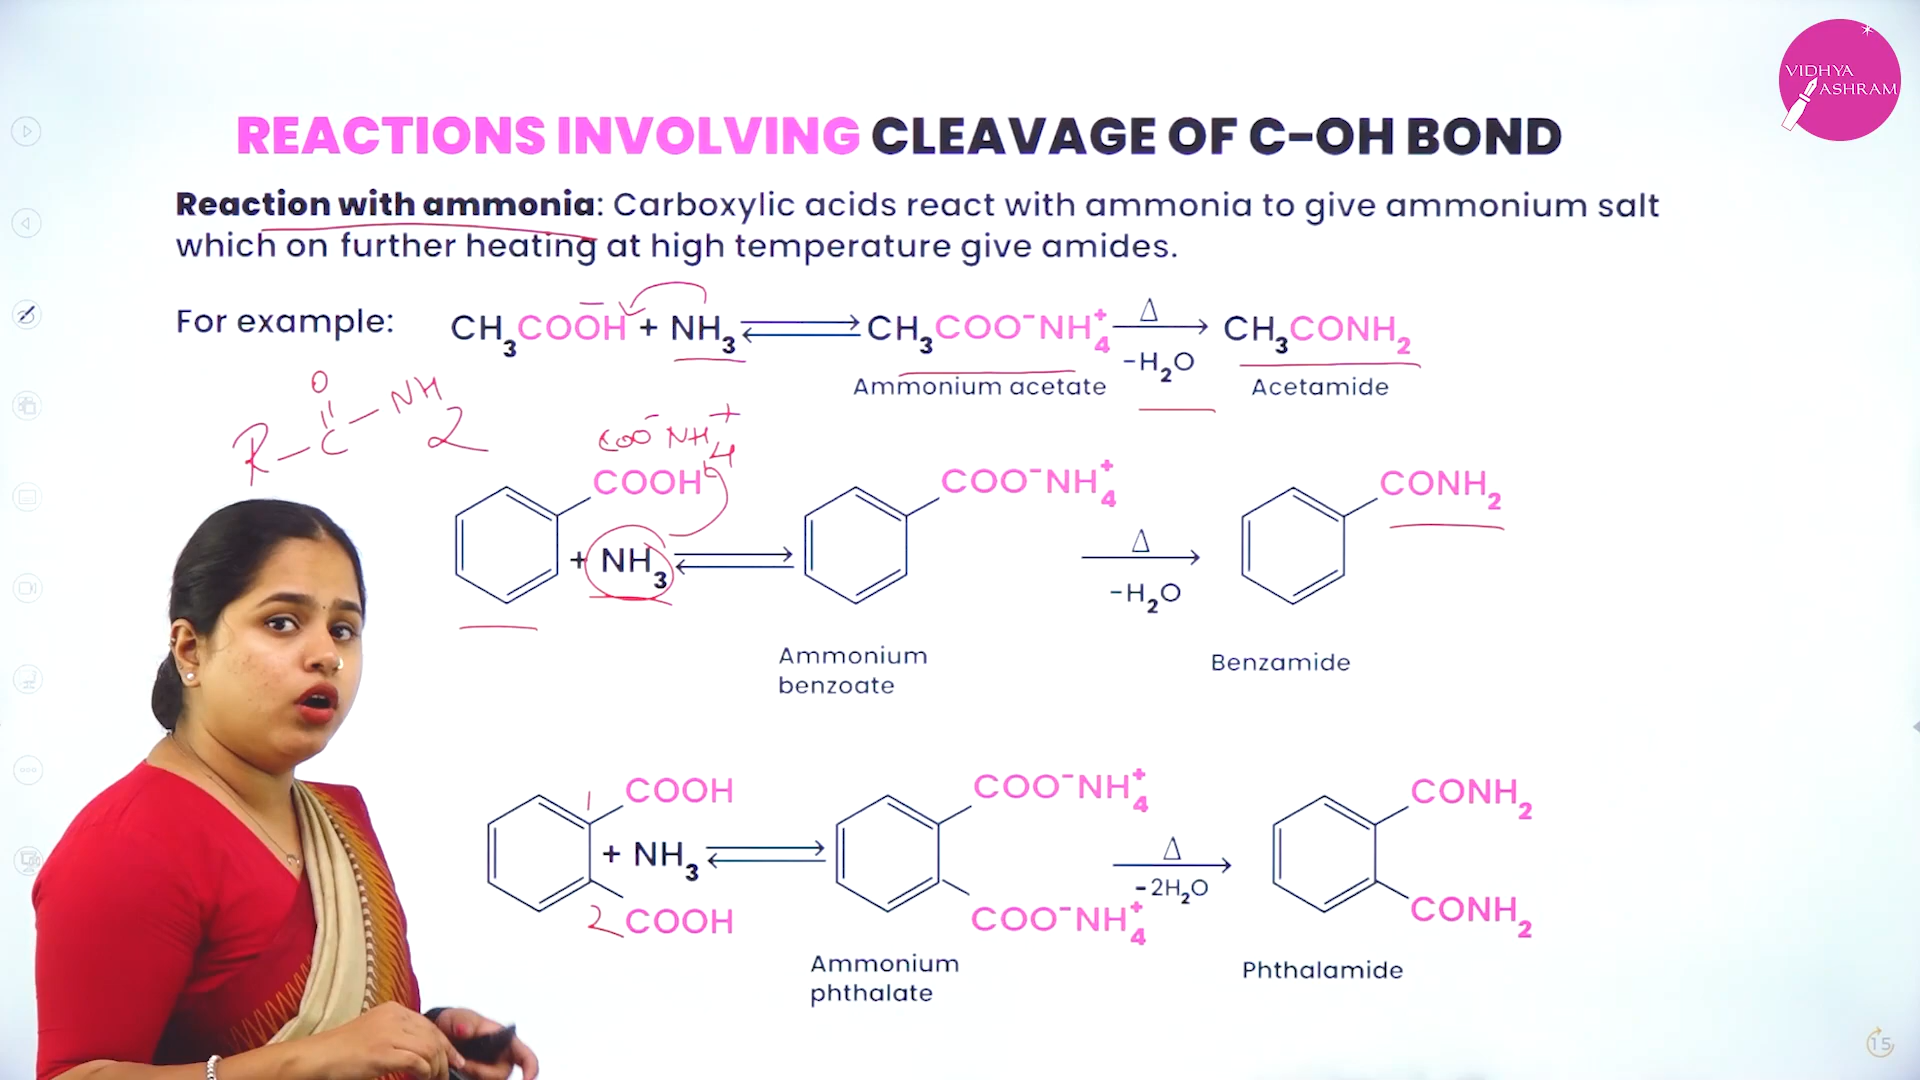 VIDHYA
ASHRAM
REACTIONS INVOLVING CLEAVAGE OF C-OH BOND
Reaction with ammonia: Carboxylic acids react with ammonia to give ammonium salt
which on further heating at high temperature give amides.
For example: CH₃COOH + NH₃ ⇌ CH₃COO⁻NH₄⁺ →Δ CH₃CONH₂
-H₂O
Ammonium acetate Acetamide
O
R-C-NH₂
COO⁻NH₄⁺
COOH COO⁻NH₄⁺ CONH₂
+ NH₃ ⇌ Δ →
-H₂O
Ammonium
benzoate
Benzamide
1 COOH COO⁻NH₄⁺ CONH₂
+ NH₃ ⇌ Δ →
-2H₂O
2 COOH COO⁻NH₄⁺ CONH₂
Ammonium
phthalate
Phthalamide
15